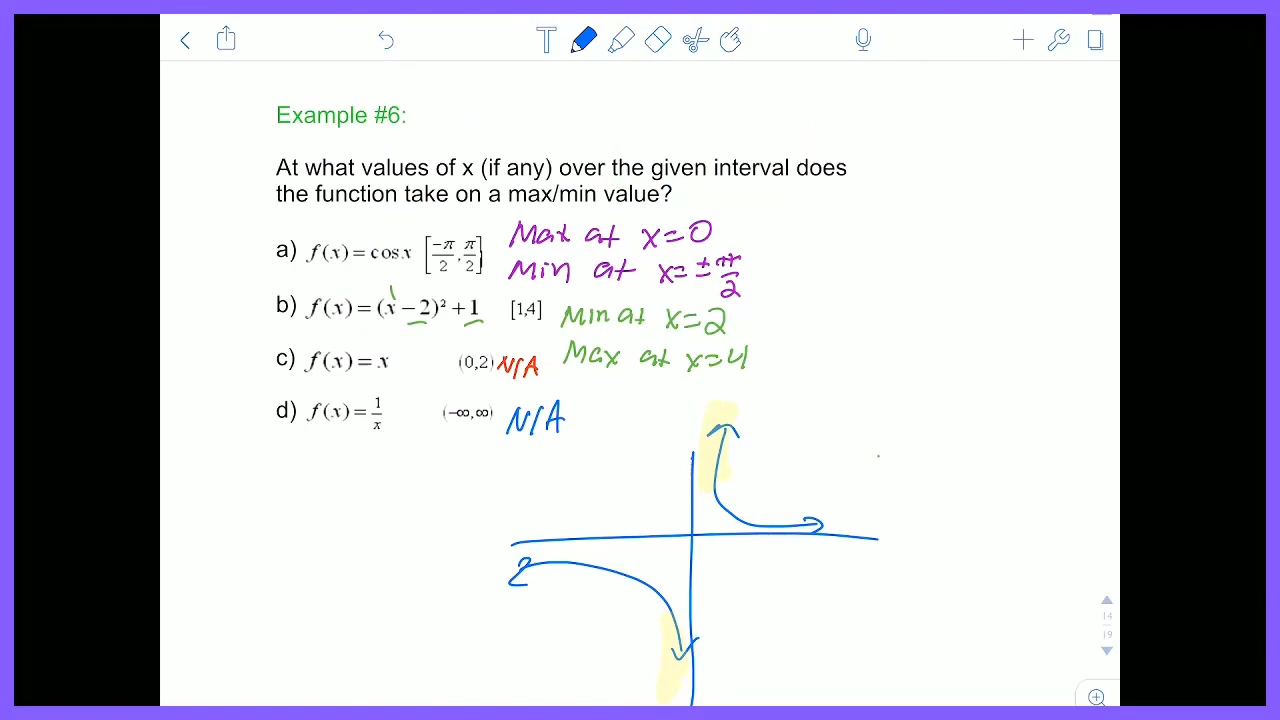 Example #6:
At what values of x (if any) over the given interval does
the function take on a max/min value?
a) f(x) = cos x [-π/2, π/2] Max at x=0
Min at x=±π/2
b) f(x) = (x − 2)² + 1 [1,4] Min at x=2
Max at x=4
c) f(x) = x (0,2) N/A
d) f(x) = 1/x (-∞,∞) N/A
14
19